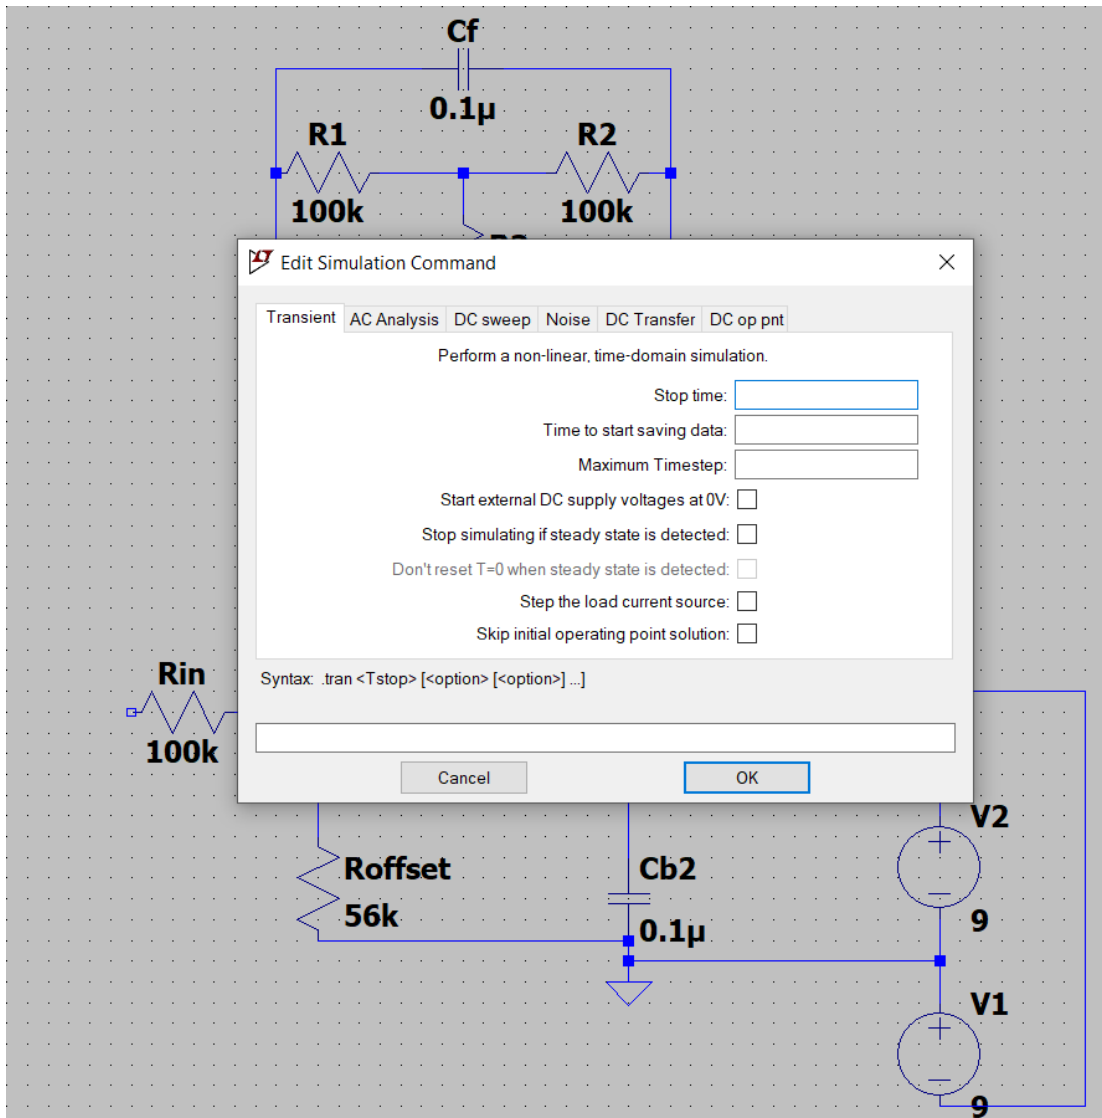 Cf
0.1µ
R1
R2
100k
100k
Edit Simulation Command
Transient
AC Analysis
DC sweep
Noise
DC Transfer
DC op pnt
Perform a non-linear, time-domain simulation.
Stop time:
Time to start saving data:
Maximum Timestep:
Start external DC supply voltages at 0V:
Stop simulating if steady state is detected:
Don't reset T=0 when steady state is detected:
Step the load current source:
Skip initial operating point solution:
Rin
Syntax: .tran <Tstop> [<option> [<option>] ...]
100k
Cancel
OK
V2
Roffset
Cb2
56k
9
0.1µ
V1
9